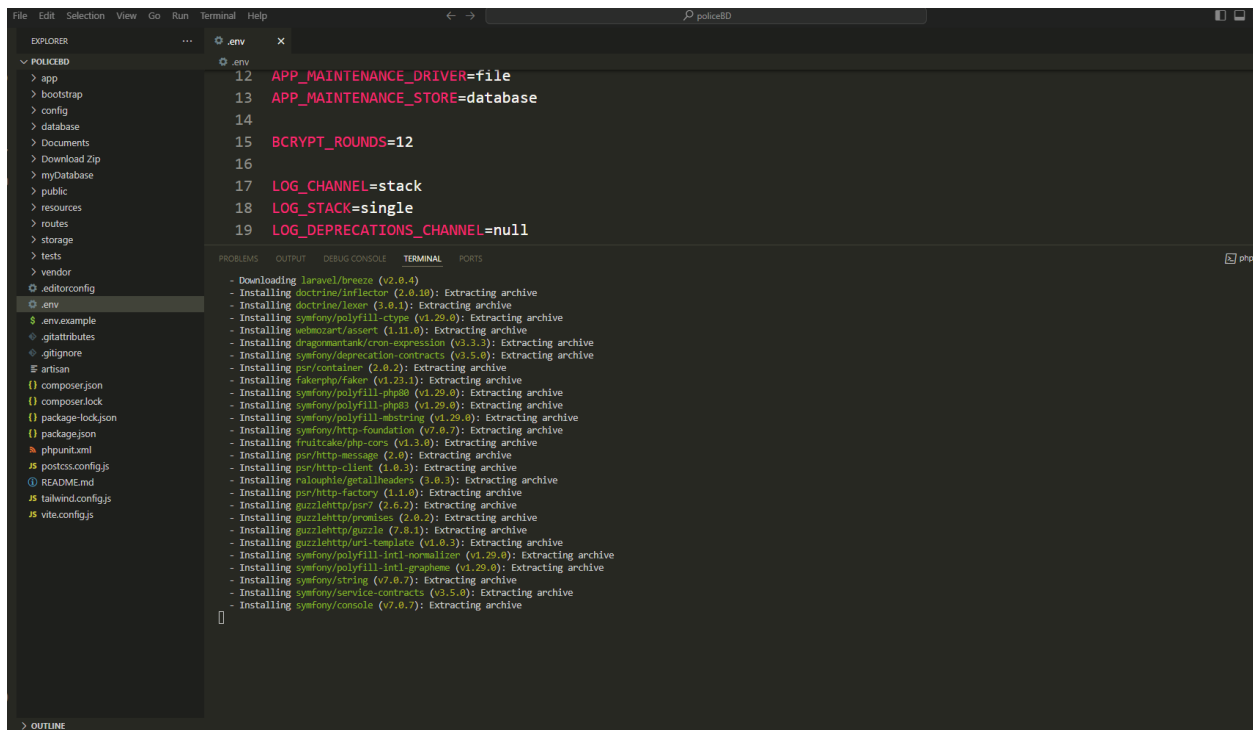 File Edit Selection View Go Run Terminal Help
policeBD
EXPLORER
POLICEBD
app
bootstrap
config
database
Documents
Download Zip
myDatabase
public
resources
routes
storage
tests
vendor
.editorconfig
.env
.env.example
.gitattributes
.gitignore
artisan
composer.json
composer.lock
package-lock.json
package.json
phpunit.xml
postcss.config.js
README.md
tailwind.config.js
vite.config.js
OUTLINE
.env
.env
12 APP_MAINTENANCE_DRIVER=file
13 APP_MAINTENANCE_STORE=database
14
15 BCRYPT_ROUNDS=12
16
17 LOG_CHANNEL=stack
18 LOG_STACK=single
19 LOG_DEPRECATIONS_CHANNEL=null
PROBLEMS OUTPUT DEBUG CONSOLE TERMINAL PORTS php
- Downloading laravel/breeze (v2.0.4)
- Installing doctrine/inflector (2.0.10): Extracting archive
- Installing doctrine/lexer (3.0.1): Extracting archive
- Installing symfony/polyfill-ctype (v1.29.0): Extracting archive
- Installing webmozart/assert (1.11.0): Extracting archive
- Installing dragonmantank/cron-expression (v3.3.3): Extracting archive
- Installing symfony/deprecation-contracts (v3.5.0): Extracting archive
- Installing psr/container (2.0.2): Extracting archive
- Installing fakerphp/faker (v1.23.1): Extracting archive
- Installing symfony/polyfill-php80 (v1.29.0): Extracting archive
- Installing symfony/polyfill-php83 (v1.29.0): Extracting archive
- Installing symfony/polyfill-mbstring (v1.29.0): Extracting archive
- Installing symfony/http-foundation (v7.0.7): Extracting archive
- Installing fruitcake/php-cors (v1.3.0): Extracting archive
- Installing psr/http-message (2.0): Extracting archive
- Installing psr/http-client (1.0.3): Extracting archive
- Installing ralouphie/getallheaders (3.0.3): Extracting archive
- Installing psr/http-factory (1.1.0): Extracting archive
- Installing guzzlehttp/psr7 (2.6.2): Extracting archive
- Installing guzzlehttp/promises (2.0.2): Extracting archive
- Installing guzzlehttp/guzzle (7.8.1): Extracting archive
- Installing guzzlehttp/uri-template (v1.0.3): Extracting archive
- Installing symfony/polyfill-intl-normalizer (v1.29.0): Extracting archive
- Installing symfony/polyfill-intl-grapheme (v1.29.0): Extracting archive
- Installing symfony/string (v7.0.7): Extracting archive
- Installing symfony/service-contracts (v3.5.0): Extracting archive
- Installing symfony/console (v7.0.7): Extracting archive